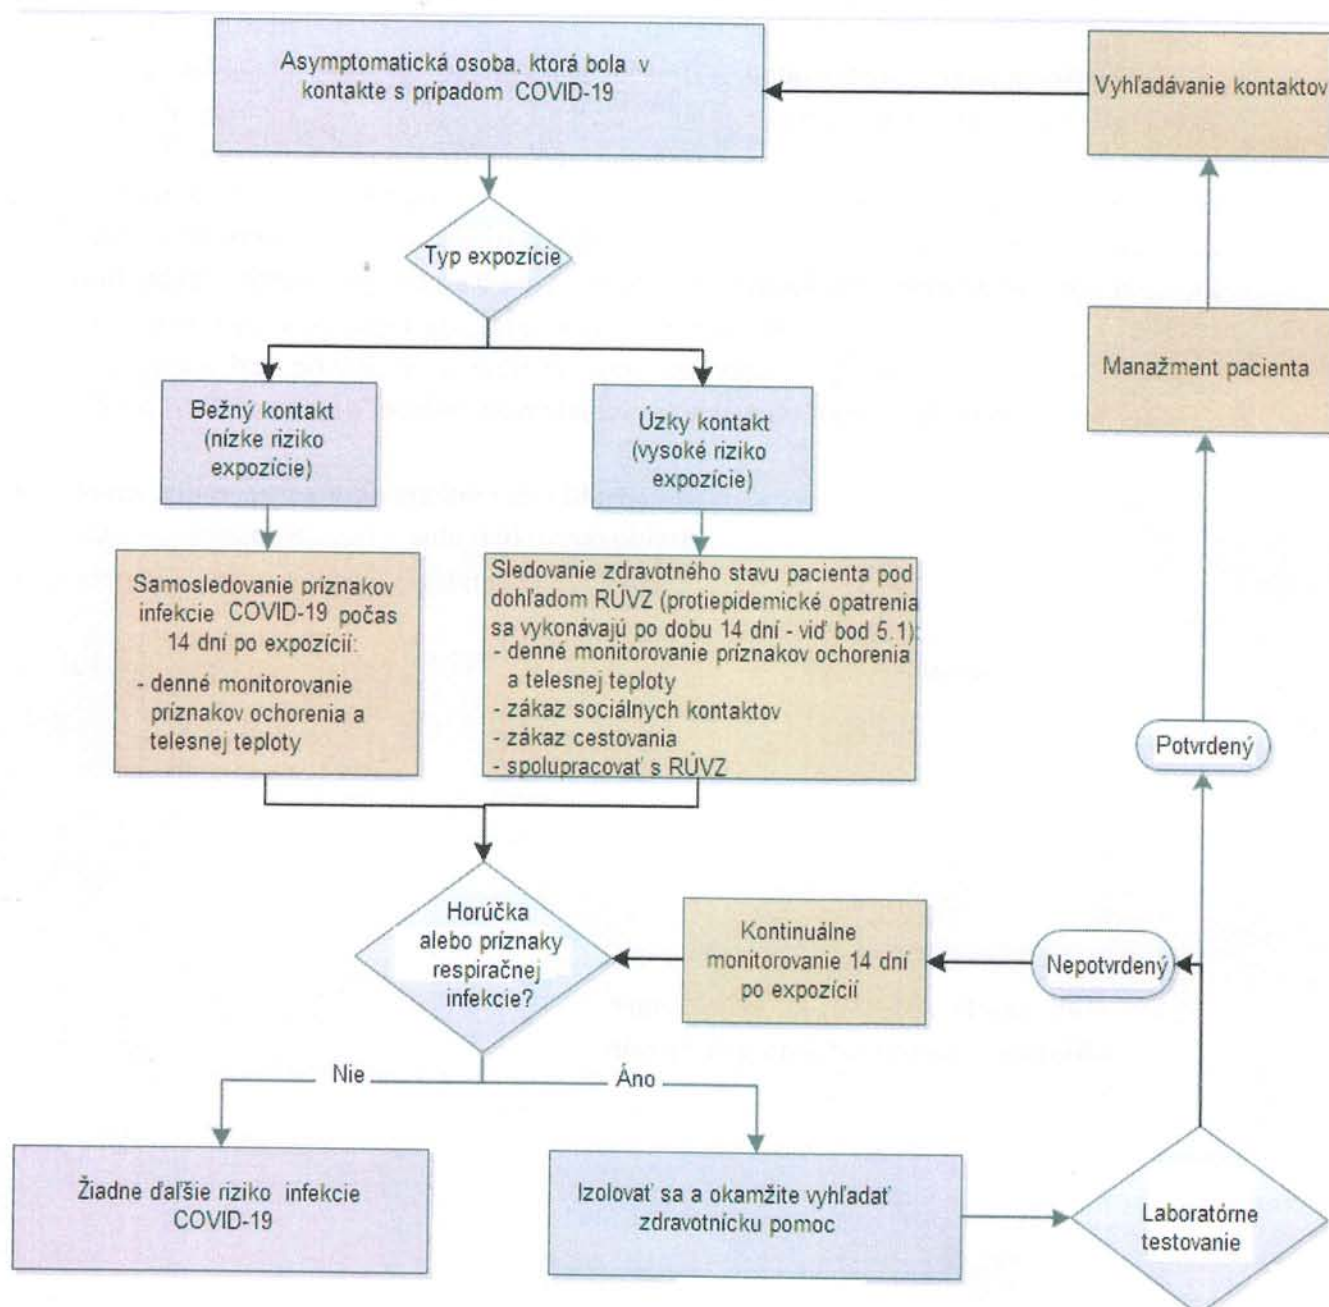 Asymptomatická osoba, ktorá bola v
kontakte s prípadom COVID-19
Vyhľadávanie kontaktov
Typ expozície
Manažment pacienta
Bežný kontakt
(nízke riziko
expozície)
Úzky kontakt
(vysoké riziko
expozície)
Samosledovanie príznakov
infekcie COVID-19 počas
14 dní po expozícií:
- denné monitorovanie
príznakov ochorenia a
telesnej teploty
Sledovanie zdravotného stavu pacienta pod
dohľadom RÚVZ (protiepidemické opatrenia
sa vykonávajú po dobu 14 dní - viď bod 5.1):
- denné monitorovanie príznakov ochorenia
a telesnej teploty
- zákaz sociálnych kontaktov
- zákaz cestovania
- spolupracovať s RÚVZ
Potvrdený
Horúčka
alebo príznaky
respiračnej
infekcie?
Kontinuálne
monitorovanie 14 dní
po expozícií
Nepotvrdený
Nie
Áno
Žiadne ďaľšie riziko infekcie
COVID-19
Izolovať sa a okamžite vyhľadať
zdravotnícku pomoc
Laboratórne
testovanie